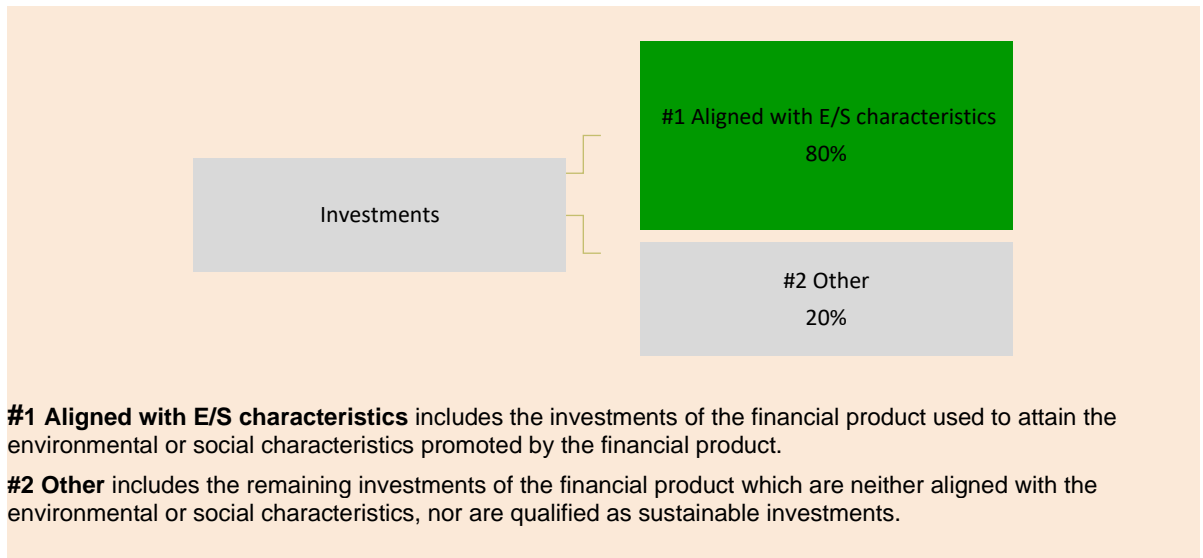 #1 Aligned with E/S characteristics
80%
Investments
#2 Other
20%
#1 Aligned with E/S characteristics includes the investments of the financial product used to attain the
environmental or social characteristics promoted by the financial product.
#2 Other includes the remaining investments of the financial product which are neither aligned with the
environmental or social characteristics, nor are qualified as sustainable investments.